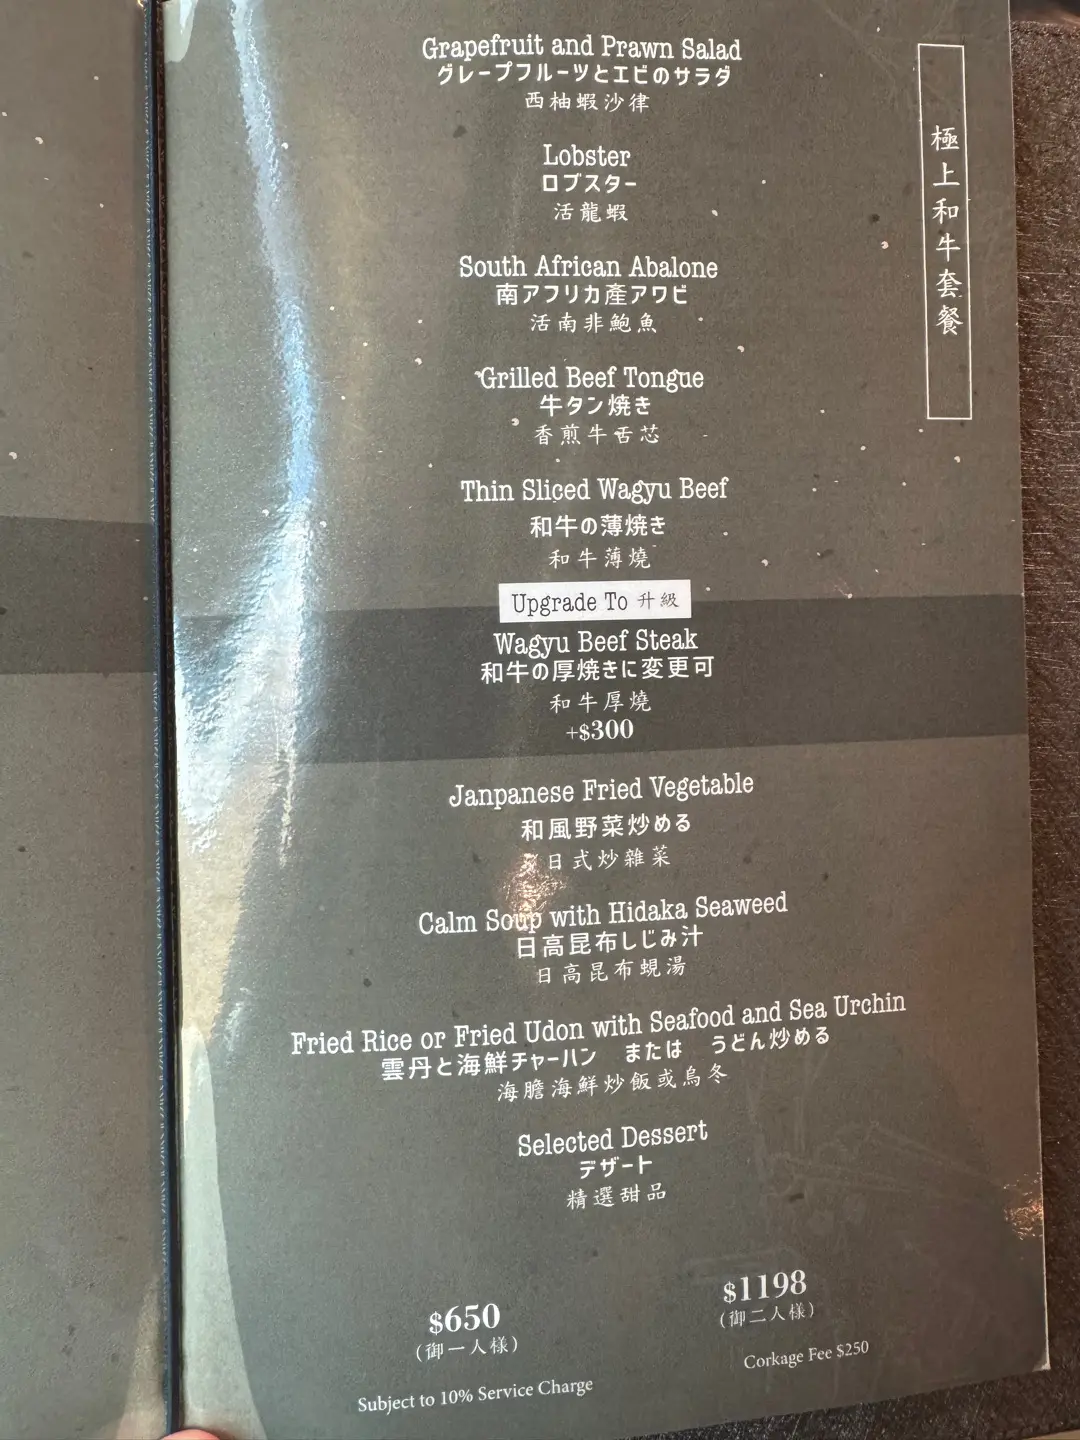 Grapefruit and Prawn Salad
グレープフルーツとエビのサラダ
西柚蝦沙律
Lobster
ロブスター
活龍蝦
South African Abalone
南アフリカ產アワビ
活南非鮑魚
Grilled Beef Tongue
牛タン焼き
香煎牛舌芯
Thin Sliced Wagyu Beef
和牛の薄焼き
和牛薄燒
Upgrade To 升級
Wagyu Beef Steak
和牛の厚焼きに変更可
和牛厚燒
+$300
Janpanese Fried Vegetable
和風野菜炒める
日式炒雜菜
Calm Soup with Hidaka Seaweed
日高昆布しじみ汁
日高昆布蜆湯
Fried Rice or Fried Udon with Seafood and Sea Urchin
雲丹と海鮮チャーハン または うどん炒める
海膽海鮮炒飯或烏冬
Selected Dessert
デザート
精選甜品
$650
(御一人様)
$1198
(御二人様)
Corkage Fee $250
Subject to 10% Service Charge
極上和牛套餐